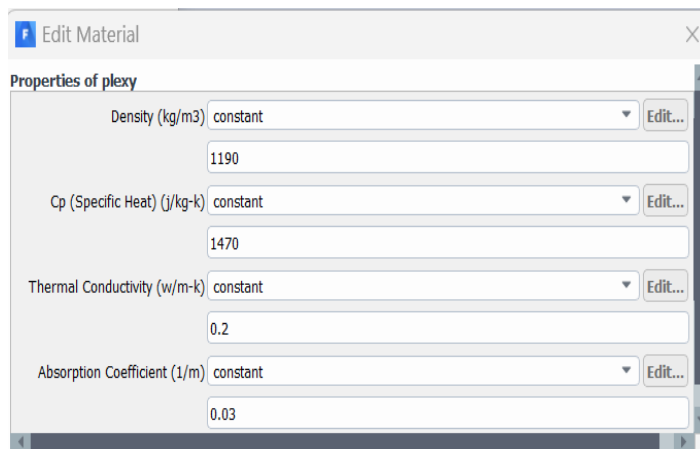 F Edit Material
Properties of plexy
Density (kg/m3) constant Edit...
1190
Cp (Specific Heat) (j/kg-k) constant Edit...
1470
Thermal Conductivity (w/m-k) constant Edit...
0.2
Absorption Coefficient (1/m) constant Edit...
0.03